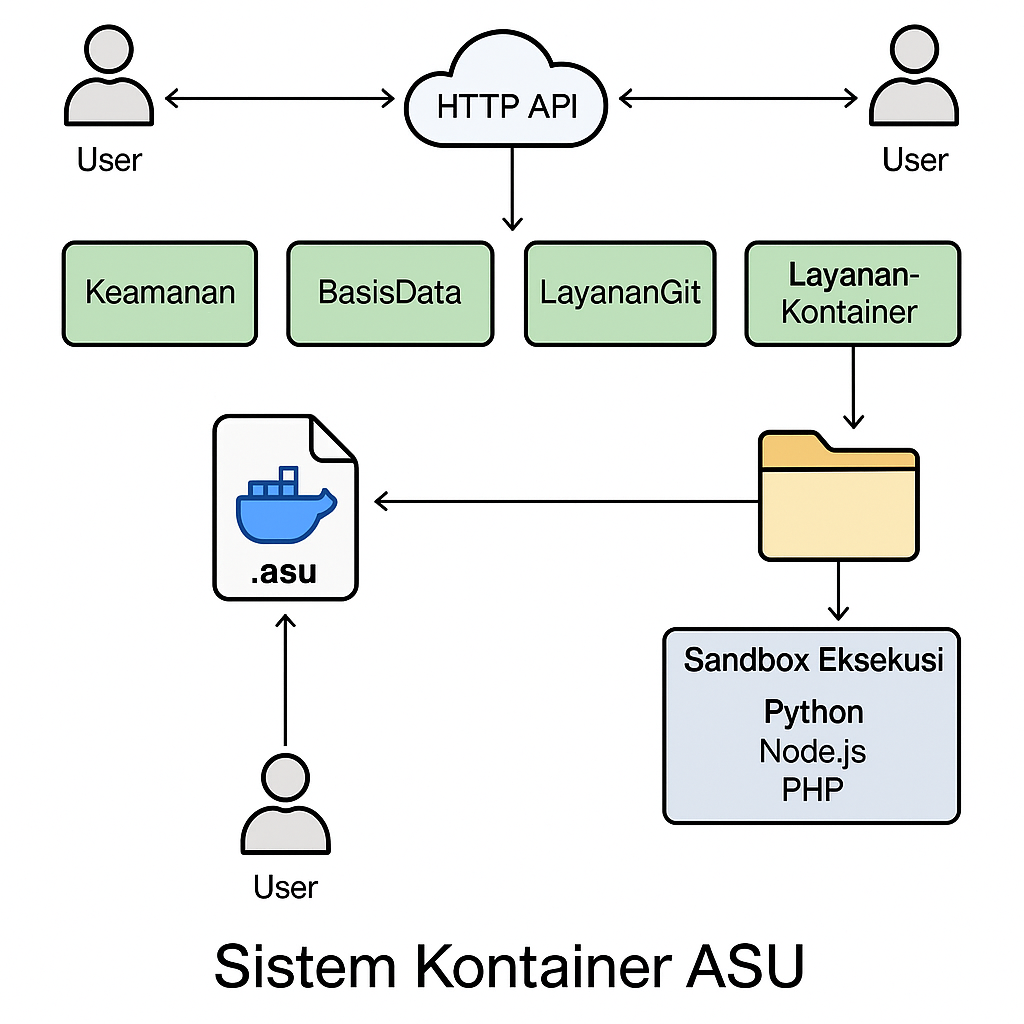 HTTP API
User
User
Keamanan
BasisData
LayananGit
Layanan-
Kontainer
.asu
Sandbox Eksekusi
Python
Node.js
PHP
User
Sistem Kontainer ASU